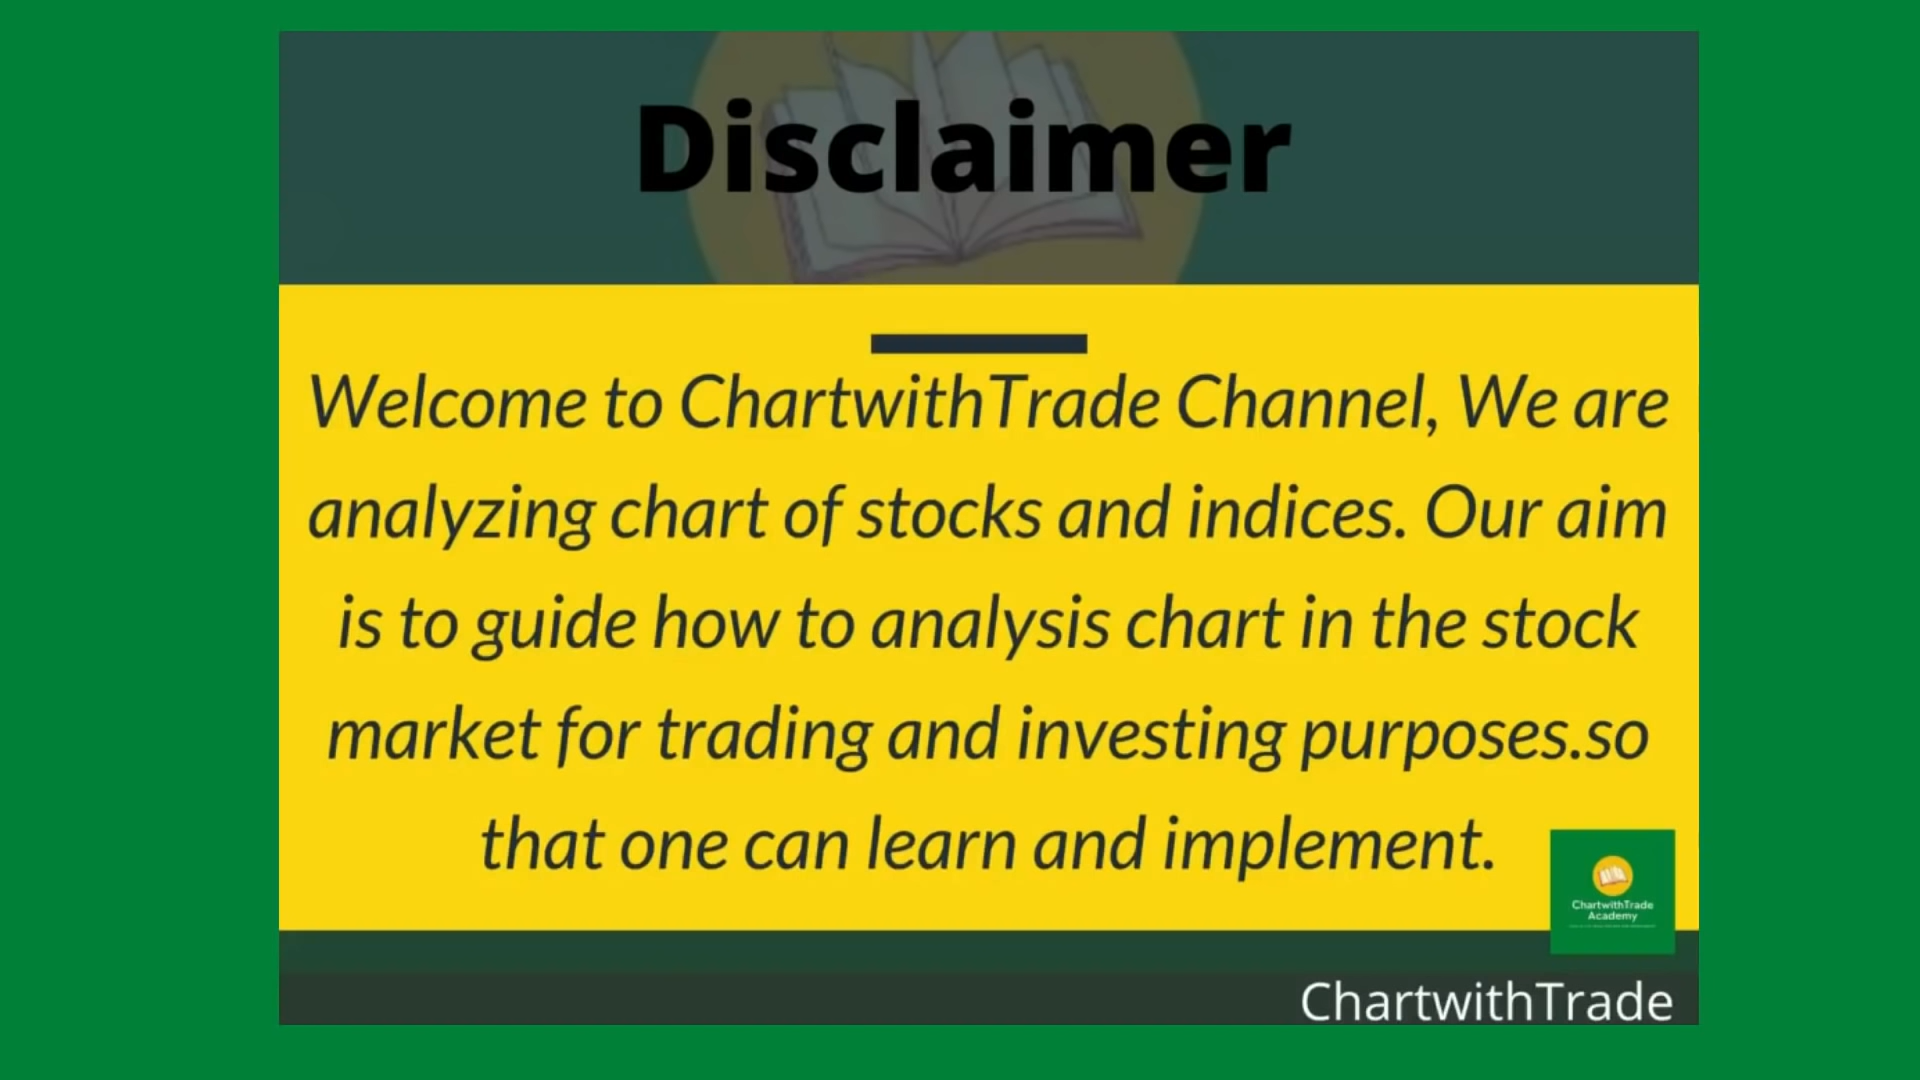 Disclaimer
Welcome to ChartwithTrade Channel, We are
analyzing chart of stocks and indices. Our aim
is to guide how to analysis chart in the stock
market for trading and investing purposes.so
that one can learn and implement.
ChartwithTrade
Academy
ChartwithTrade